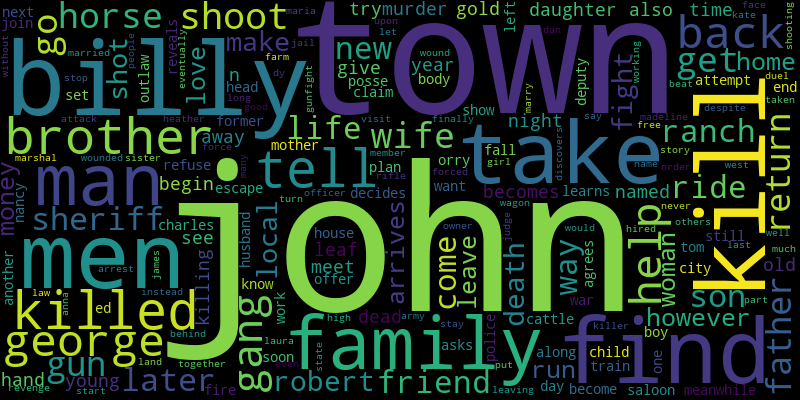 next
join
go
horse
shoot
try
murder
gold
left
daughter also time
maria
upon
dan
face
kate
shooting
without
married
stop
people
set
shot
reveals
outlaw
love
make
n
head
former
away
jail
let
gunfight
new
give
year
posse
body
claim
wound
deputy
fight
working
back
get
home
attempt
duel
end
taken
beat
billy
town
farm
dy
long
good
show
marry
attack
heather
force
visit
finally
say
free
madeline
despite
story
west
order
brother
life
wife
night
ranch
many
orry
fall
girl
mother
member
rifle
plan
forced
discovers
name
marshal
wounded
sister
refuse
begin
escape
tell
take
kill
man
money
nancy
sheriff
charles
see
turn
officer
decides
want
becomes
learns
named
ride
return
never
others
well
last
much
part
tom
still
city
old
son
woman
help
hired
husband
local
house
leaf
meet
offer
owner
judge
wagon
would
agrees
way
death
come
leave
arrives
men
john
another
arrest
james
killing
know
work
war
cattle
boy
however
father
killed
law
anna
instead
ed
behind
gang
soon
high
dead
army
stay
police
killer
asks
along
child
train
one
run
find
george
land
together
laura
state
even
family
put
gun
hand
revenge
young
start
later
fire
robert
friend
leaving
day
become
saloon
meanwhile
eventually